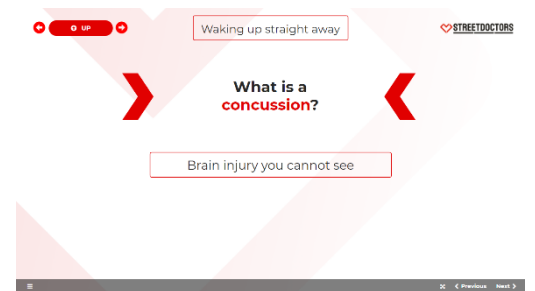 G UP
Waking up straight away
STREETDOCTORS
What is a
concussion?
Brain injury you cannot see
Previous
Next